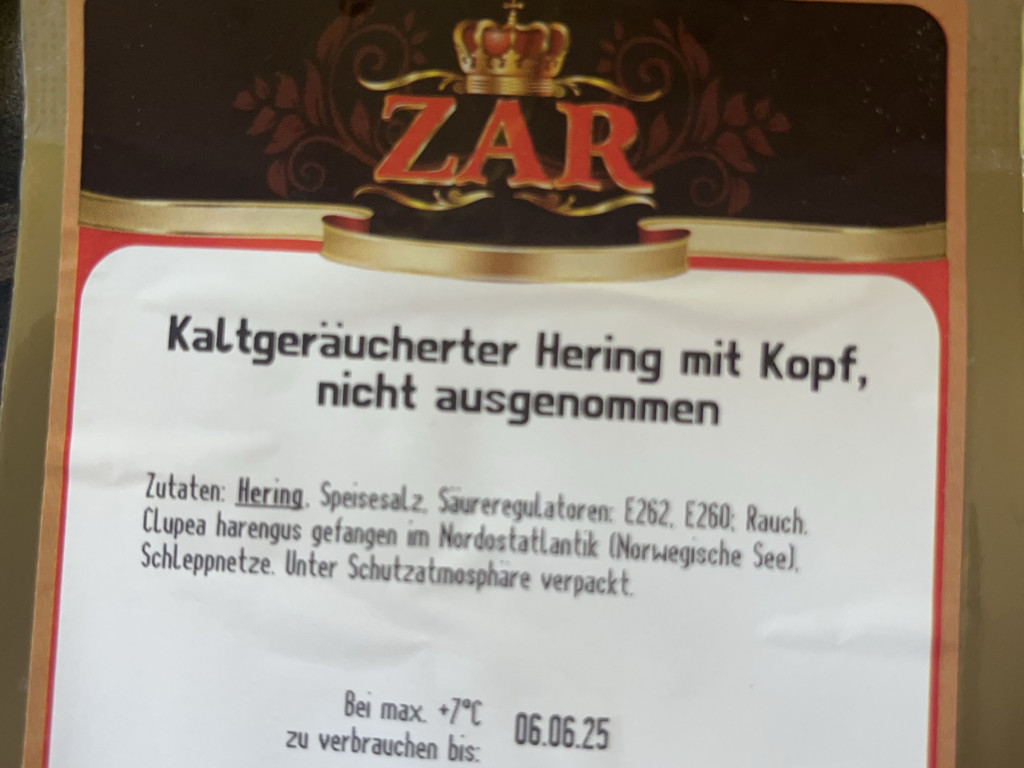 ZAR
Kaltgeräucherter Hering mit Kopf,
nicht ausgenommen
Zutaten: Hering, Speisesalz, Säureregulatoren: E262, E260; Rauch.
Clupea harengus gefangen im Nordostatlantik (Norwegische See),
Schleppnetze. Unter Schutzatmosphäre verpackt.
Bei max. +7°C
zu verbrauchen bis: 06.06.25